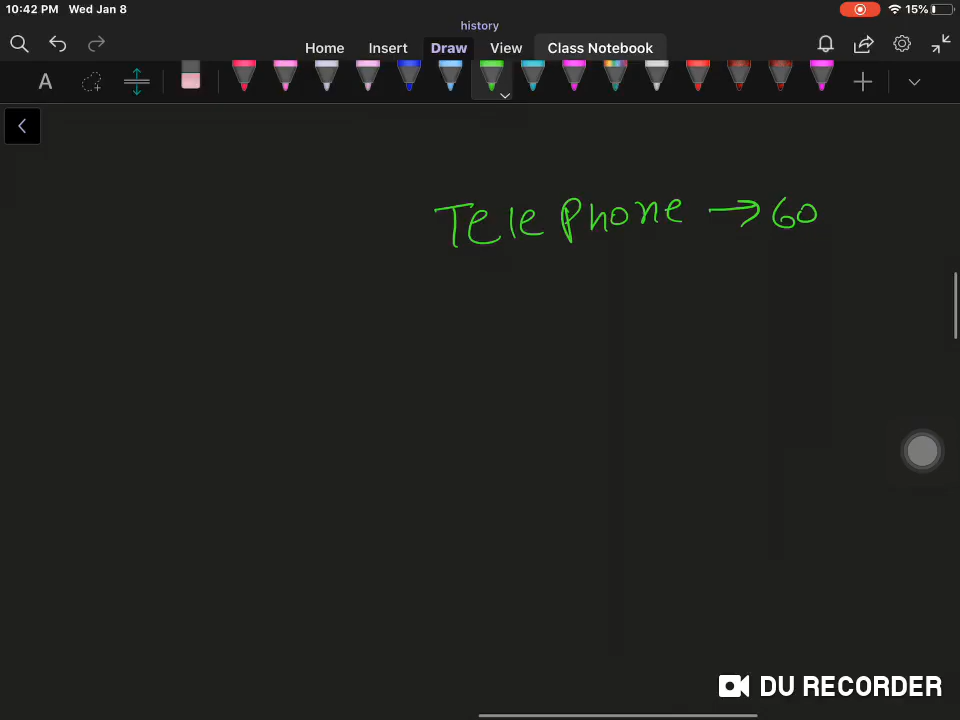 10:42 PM Wed Jan 8 15%
history
Home Insert Draw View Class Notebook
A
TelePhone → 60
DU RECORDER